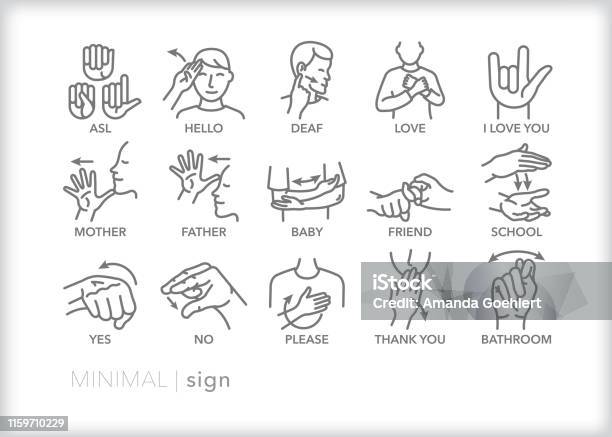 ASL HELLO DEAF LOVE I LOVE YOU
MOTHER FATHER BABY FRIEND SCHOOL
iStock
Credit: Amanda Goehlert
YES NO PLEASE THANK YOU BATHROOM
MINIMAL | sign
1159710229